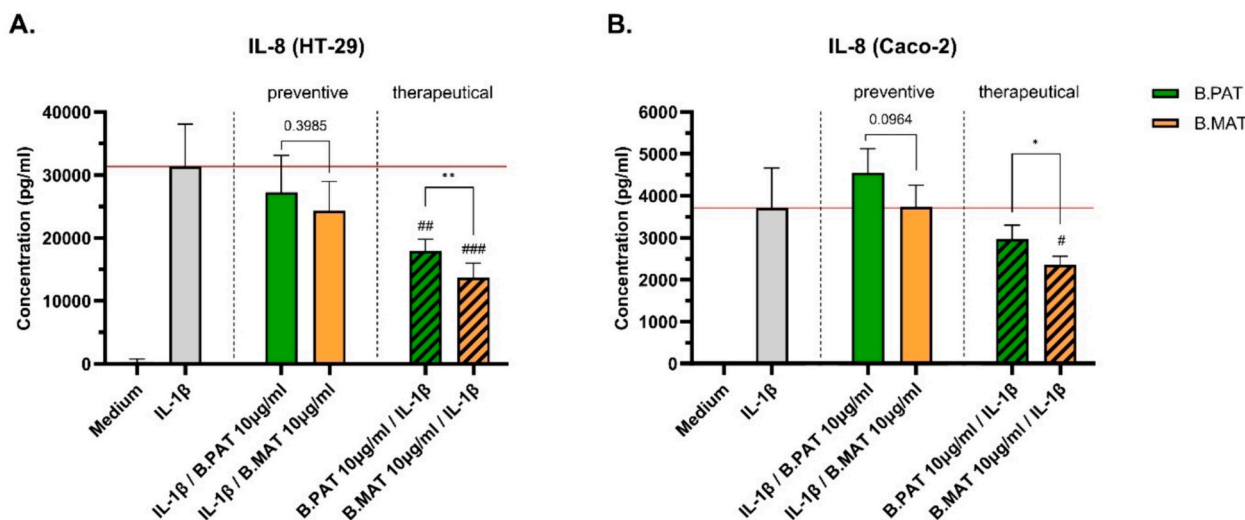 A.
IL-8 (HT-29)
preventive
therapeutical
0.3985
**
##
###
Concentration (pg/ml)
40000
30000
20000
10000
0
Medium
IL-1β
IL-1β / B.PAT 10µg/ml
IL-1β / B.MAT 10µg/ml
B.PAT 10µg/ml / IL-1β
B.MAT 10µg/ml / IL-1β
B.
IL-8 (Caco-2)
preventive
therapeutical
0.0964
*
#
Concentration (pg/ml)
6000
5000
4000
3000
2000
1000
0
Medium
IL-1β
IL-1β / B.PAT 10µg/ml
IL-1β / B.MAT 10µg/ml
B.PAT 10µg/ml / IL-1β
B.MAT 10µg/ml / IL-1β
B.PAT
B.MAT